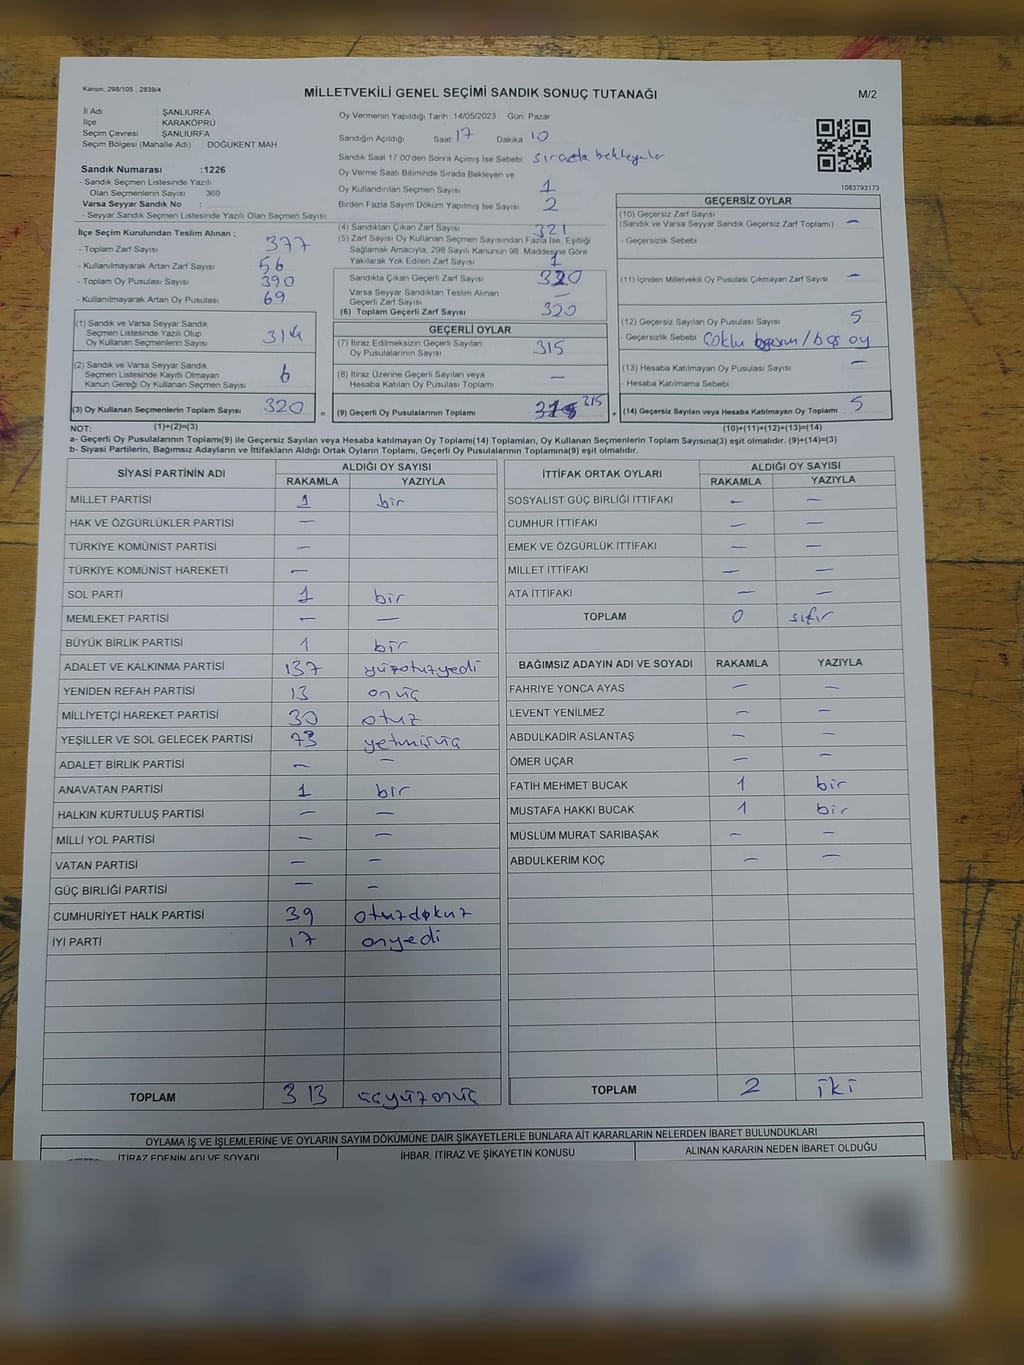 Kanun, 298/105 , 2839/4
MİLLETVEKİLİ GENEL SEÇİMİ SANDIK SONUÇ TUTANAĞI
M/2
İl Adı ŞANLIURFA
İlçe KARAKÖPRÜ
Seçim Çevresi ŞANLIURFA
Seçim Bölgesi (Mahalle Adı) : DOĞUKENT MAH
Sandık Numarası :1226
- Sandık Seçmen Listesinde Yazılı
Olan Seçmenlerin Sayısı : 369
Varsa Seyyar Sandık No :
- Seyyar Sandık Seçmen Listesinde Yazılı Olan Seçmen Sayısı:
İlçe Seçim Kurulundan Teslim Alınan ;
- Toplam Zarf Sayısı 377
- Kullanılmayarak Artan Zarf Sayısı 56
- Toplam Oy Pusulası Sayısı 390
- Kullanılmayarak Artan Oy Pusulası 69
(1) Sandık ve Varsa Seyyar Sandık
Seçmen Listesinde Yazılı Olup
Oy Kullanan Seçmenlerin Sayısı 314
(2) Sandık ve Varsa Seyyar Sandık
Seçmen Listesinde Kayıtlı Olmayan
Kanun Gereği Oy Kullanan Seçmen Sayısı 6
(3) Oy Kullanan Seçmenlerin Toplam Sayısı 320 =
Oy Vermenin Yapıldığı Tarih 14/05/2023 Gün: Pazar
Sandığın Açıldığı Saat: 17 Dakika 10
Sandık Saat 17:00'den Sonra Açımış İse Sebebi sırada bekleyenler
Oy Verme Saati Bitiminde Sırada Bekleyen ve
Oy Kullandırılan Seçmen Sayısı 1
Birden Fazla Sayım Döküm Yapılmış İse Sayısı 2
(4) Sandıktan Çıkan Zarf Sayısı 321
(5) Zarf Sayısı Oy Kullanan Seçmen Sayısından Fazla İse, Eşitliği
Sağlamak Amacıyla, 298 Sayılı Kanunun 98. Maddesine Göre
Yakılarak Yok Edilen Zarf Sayısı 1
Sandıkta Çıkan Geçerli Zarf Sayısı 320
Varsa Seyyar Sandıktan Teslim Alınan
Geçerli Zarf Sayısı —
(6) Toplam Geçerli Zarf Sayısı 320
GEÇERLİ OYLAR
(7) İtiraz Edilmeksizin Geçerli Sayılan
Oy Pusulalarının Sayısı 315
(8) İtiraz Üzerine Geçerli Sayılan veya
Hesaba Katılan Oy Pusulası Toplamı —
(9) Geçerli Oy Pusulalarının Toplamı 315 +
1083793173
GEÇERSİZ OYLAR
(10) Geçersiz Zarf Sayısı
(Sandık ve Varsa Seyyar Sandık Geçersiz Zarf Toplamı) —
- Geçersizlik Sebebi
(11) İçinden Milletvekili Oy Pusulası Çıkmayan Zarf Sayısı —
(12) Geçersiz Sayılan Oy Pusulası Sayısı 5
- Geçersizlik Sebebi çoklu basım / boş oy
(13) Hesaba Katılmayan Oy Pusulası Sayısı —
- Hesaba Katılmama Sebebi
(14) Geçersiz Sayılan veya Hesaba Katılmayan Oy Toplamı 5
NOT: (1)+(2)=(3) (10)+(11)+(12)+(13)=(14)
a- Geçerli Oy Pusulalarının Toplamı(9) ile Geçersiz Sayılan veya Hesaba katılmayan Oy Toplamı(14) Toplamları, Oy Kullanan Seçmenlerin Toplam Sayısına(3) eşit olmalıdır. (9)+(14)=(3)
b- Siyasi Partilerin, Bağımsız Adayların ve İttifakların Aldığı Ortak Oyların Toplamı, Geçerli Oy Pusulalarının Toplamına(9) eşit olmalıdır.
SİYASİ PARTİNİN ADI ALDIĞI OY SAYISI
RAKAMLA YAZIYLA
MİLLET PARTİSİ 1 bir
HAK VE ÖZGÜRLÜKLER PARTİSİ —
TÜRKİYE KOMÜNİST PARTİSİ —
TÜRKİYE KOMÜNİST HAREKETİ —
SOL PARTİ 1 bir
MEMLEKET PARTİSİ — —
BÜYÜK BİRLİK PARTİSİ 1 bir
ADALET VE KALKINMA PARTİSİ 137 yüzotuzyedi
YENİDEN REFAH PARTİSİ 13 onüç
MİLLİYETÇİ HAREKET PARTİSİ 30 otuz
YEŞİLLER VE SOL GELECEK PARTİSİ 73 yetmişüç
ADALET BİRLİK PARTİSİ — —
ANAVATAN PARTİSİ 1 bir
HALKIN KURTULUŞ PARTİSİ — —
MİLLİ YOL PARTİSİ — —
VATAN PARTİSİ — —
GÜÇ BİRLİĞİ PARTİSİ — —
CUMHURİYET HALK PARTİSİ 39 otuzdokuz
İYİ PARTİ 17 onyedi
TOPLAM 313 üçyüzonüç
İTTİFAK ORTAK OYLARI ALDIĞI OY SAYISI
RAKAMLA YAZIYLA
SOSYALİST GÜÇ BİRLİĞİ İTTİFAKI — —
CUMHUR İTTİFAKI — —
EMEK VE ÖZGÜRLÜK İTTİFAKI — —
MİLLET İTTİFAKI — —
ATA İTTİFAKI — —
TOPLAM 0 sıfır
BAĞIMSIZ ADAYIN ADI VE SOYADI RAKAMLA YAZIYLA
FAHRİYE YONCA AYAS — —
LEVENT YENİLMEZ — —
ABDULKADIR ASLANTAŞ — —
ÖMER UÇAR — —
FATİH MEHMET BUCAK 1 bir
MUSTAFA HAKKI BUCAK 1 bir
MÜSLÜM MURAT SARIBAŞAK — —
ABDULKERİM KOÇ — —
TOPLAM 2 iki
OYLAMA İŞ VE İŞLEMLERİNE VE OYLARIN SAYIM DÖKÜMÜNE DAİR ŞİKAYETLERLE BUNLARA AİT KARARLARIN NELERDEN İBARET BULUNDUKLARI
İTİRAZ EDENİN ADI VE SOYADI İHBAR, İTİRAZ VE ŞİKAYETİN KONUSU ALINAN KARARIN NEDEN İBARET OLDUĞU